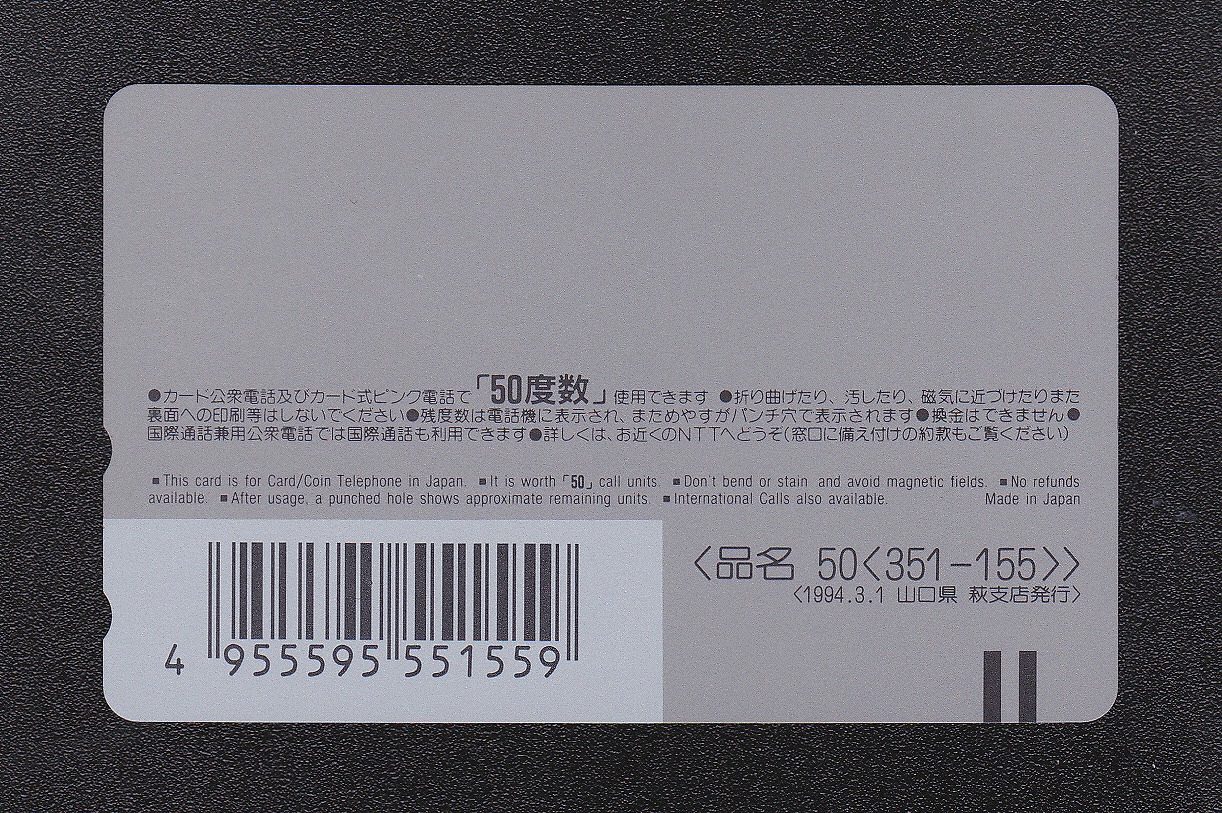 ●カード公衆電話及びカード式ピンク電話で「50度数」使用できます ●折り曲げたり、汚したり、磁気に近づけたりまた
裏面への印刷等はしないでください●残度数は電話機に表示され、まためやすがパンチ穴で表示されます●換金はできません●
国際通話兼用公衆電話では国際通話も利用できます●詳しくは、お近くのNTTへどうぞ(窓口に備え付けの約款もご覧ください)
■This card is for Card/Coin Telephone in Japan. ■It is worth「50」call units. ■Don't bend or stain and avoid magnetic fields. ■No refunds
available. ■After usage, a punched hole shows approximate remaining units. ■International Calls also available. Made in Japan
〈品名 50〈351-155〉〉
〈1994.3.1 山口県 萩支店発行〉
4 955595 551559